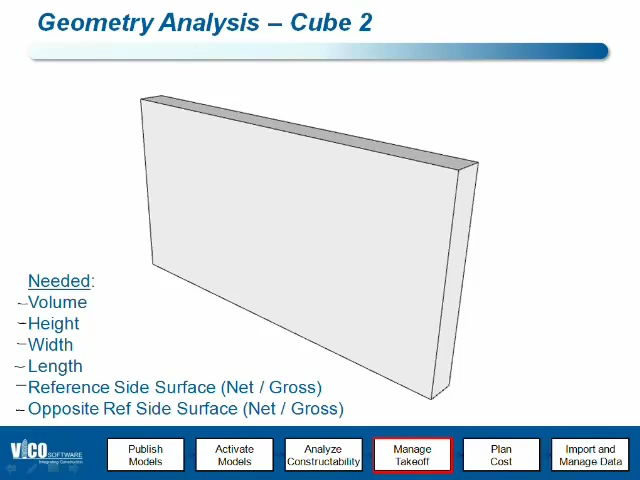 Geometry Analysis – Cube 2
Needed:
–Volume
–Height
–Width
–Length
–Reference Side Surface (Net / Gross)
–Opposite Ref Side Surface (Net / Gross)
VICO SOFTWARE
Integrating Construction
Publish
Models
Activate
Models
Analyze
Constructability
Manage
Takeoff
Plan
Cost
Import and
Manage Data